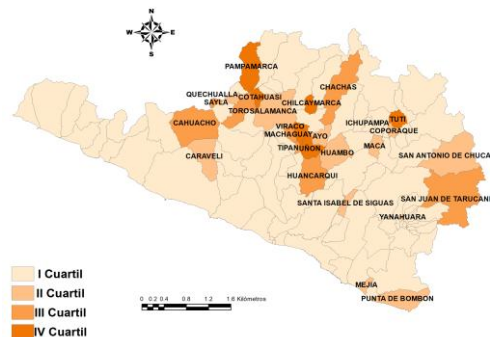 N
W E
S
PAMPAMARCA
CHACHAS
QUECHUALLA
COTAHUASI
SAYLA
CHILCAYMARCA
TORO
SALAMANCA
TUTI
ICHUPAMPA
CAHUACHO
VIRACO
COPORAQUE
MACHAGUAY
AYO
TIPAN
UÑON
HUAMBO
MACA
CARAVELI
SAN ANTONIO DE CHUCA
HUANCARQUI
SANTA ISABEL DE SIGUAS
SAN JUAN DE TARUCANI
YANAHUARA
I Cuartil
II Cuartil
III Cuartil
IV Cuartil
0 0.2 0.4 0.8 1.2 1.6 Kilómetros
MEJIA
PUNTA DE BOMBON